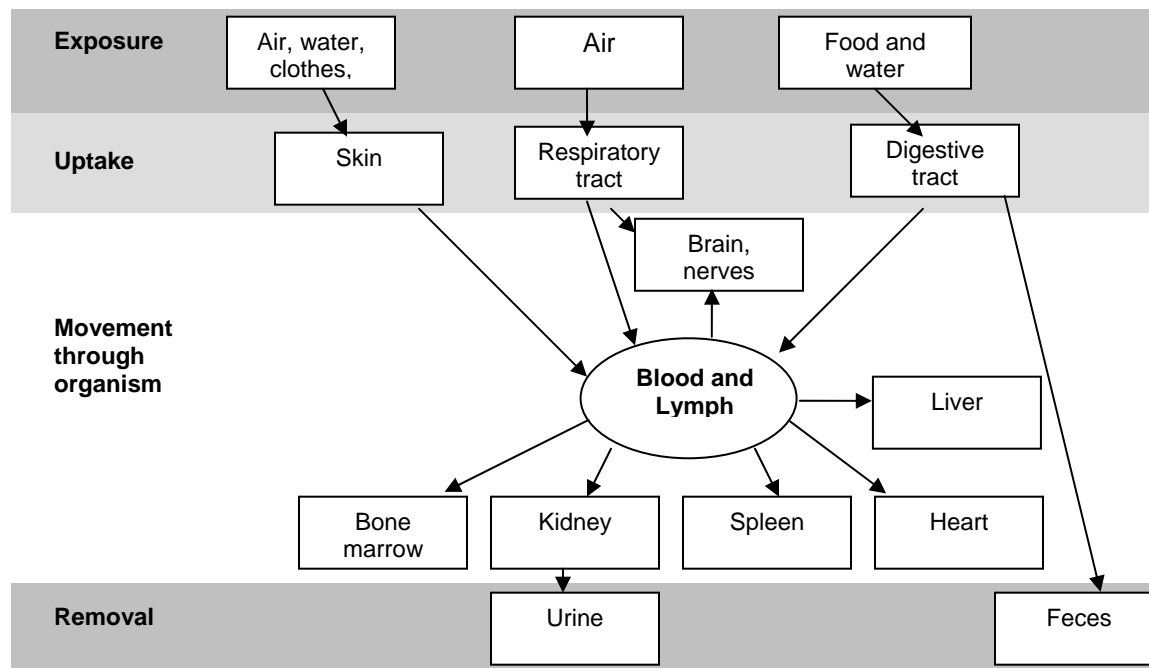 Exposure
Air, water,
clothes,
Air
Food and
water
Uptake
Skin
Respiratory
tract
Digestive
tract
Brain,
nerves
Movement
through
organism
Blood and
Lymph
Liver
Bone
marrow
Kidney
Spleen
Heart
Removal
Urine
Feces